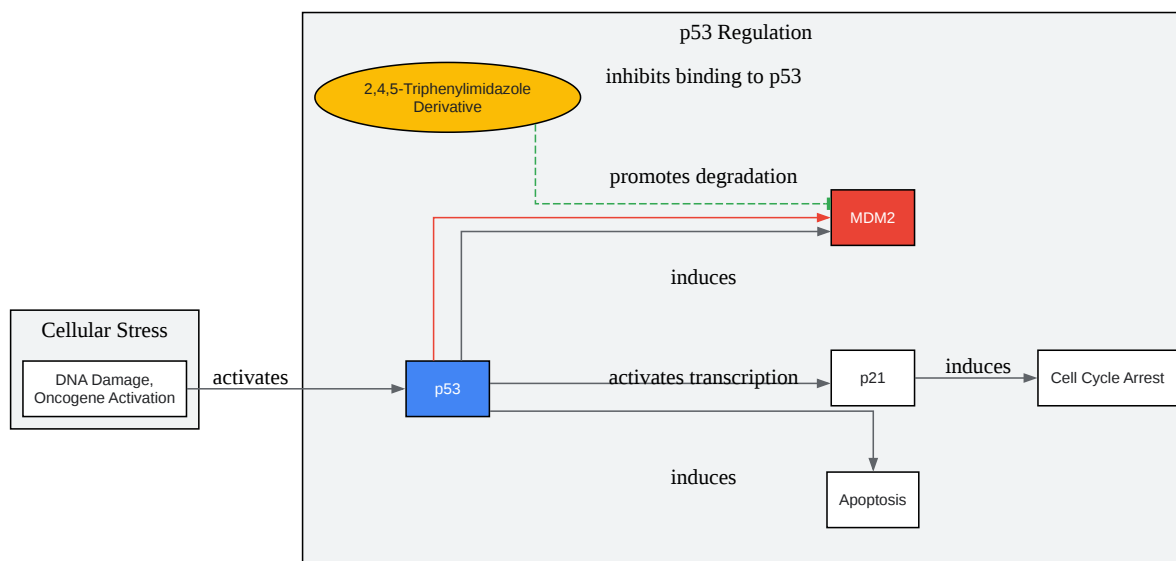 p53 Regulation
inhibits binding to p53
2,4,5-Triphenylimidazole
Derivative
promotes degradation
MDM2
induces
Cellular Stress
DNA Damage,
Oncogene Activation
activates
p53
activates transcription
p21
induces
Cell Cycle Arrest
induces
Apoptosis